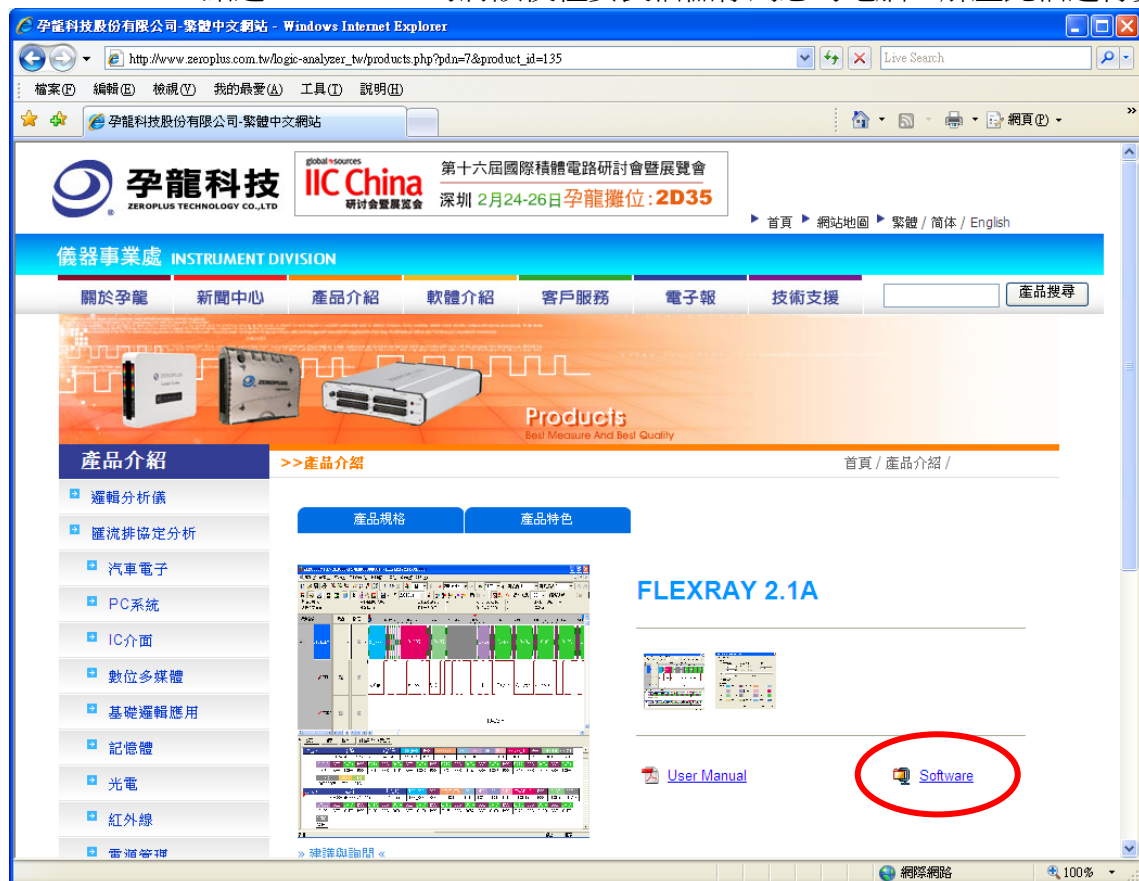 孕龍科技股份有限公司-繁體中文網站 - Windows Internet Explorer
http://www.zeroplus.com.tw/logic-analyzer_tw/products.php?pdn=7&product_id=135
Live Search
檔案(F) 編輯(E) 檢視(V) 我的最愛(A) 工具(T) 說明(H)
孕龍科技股份有限公司-繁體中文網站
網頁(P)
孕龍科技
ZEROPLUS TECHNOLOGY CO.,LTD
global sources
IIC China
研讨会暨展览会
第十六屆國際積體電路研討會暨展覽會
深圳 2月24-26日孕龍攤位:2D35
首頁 網站地圖 繁體 / 简体 / English
儀器事業處 INSTRUMENT DIVISION
關於孕龍 新聞中心 產品介紹 軟體介紹 客戶服務 電子報 技術支援 產品搜尋
Products
Best Measure And Best Quality
產品介紹
>>產品介紹
首頁 / 產品介紹 /
邏輯分析儀
匯流排協定分析
汽車電子
PC系統
IC介面
數位多媒體
基礎邏輯應用
記憶體
光電
紅外線
電源管理
產品規格 產品特色
FLEXRAY 2.1A
User Manual
Software
» 建議與詢問 «
網際網路
100%